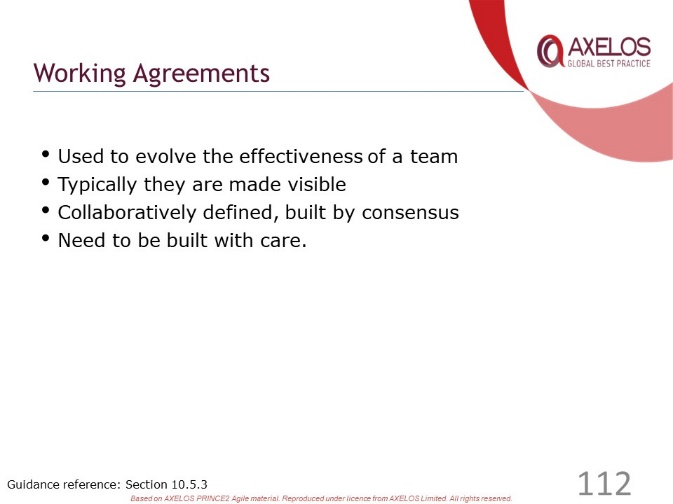 AXELOS
GLOBAL BEST PRACTICE
Working Agreements
• Used to evolve the effectiveness of a team
• Typically they are made visible
• Collaboratively defined, built by consensus
• Need to be built with care.
Guidance reference: Section 10.5.3
112
Based on AXELOS PRINCE2 Agile material. Reproduced under licence from AXELOS Limited. All rights reserved.